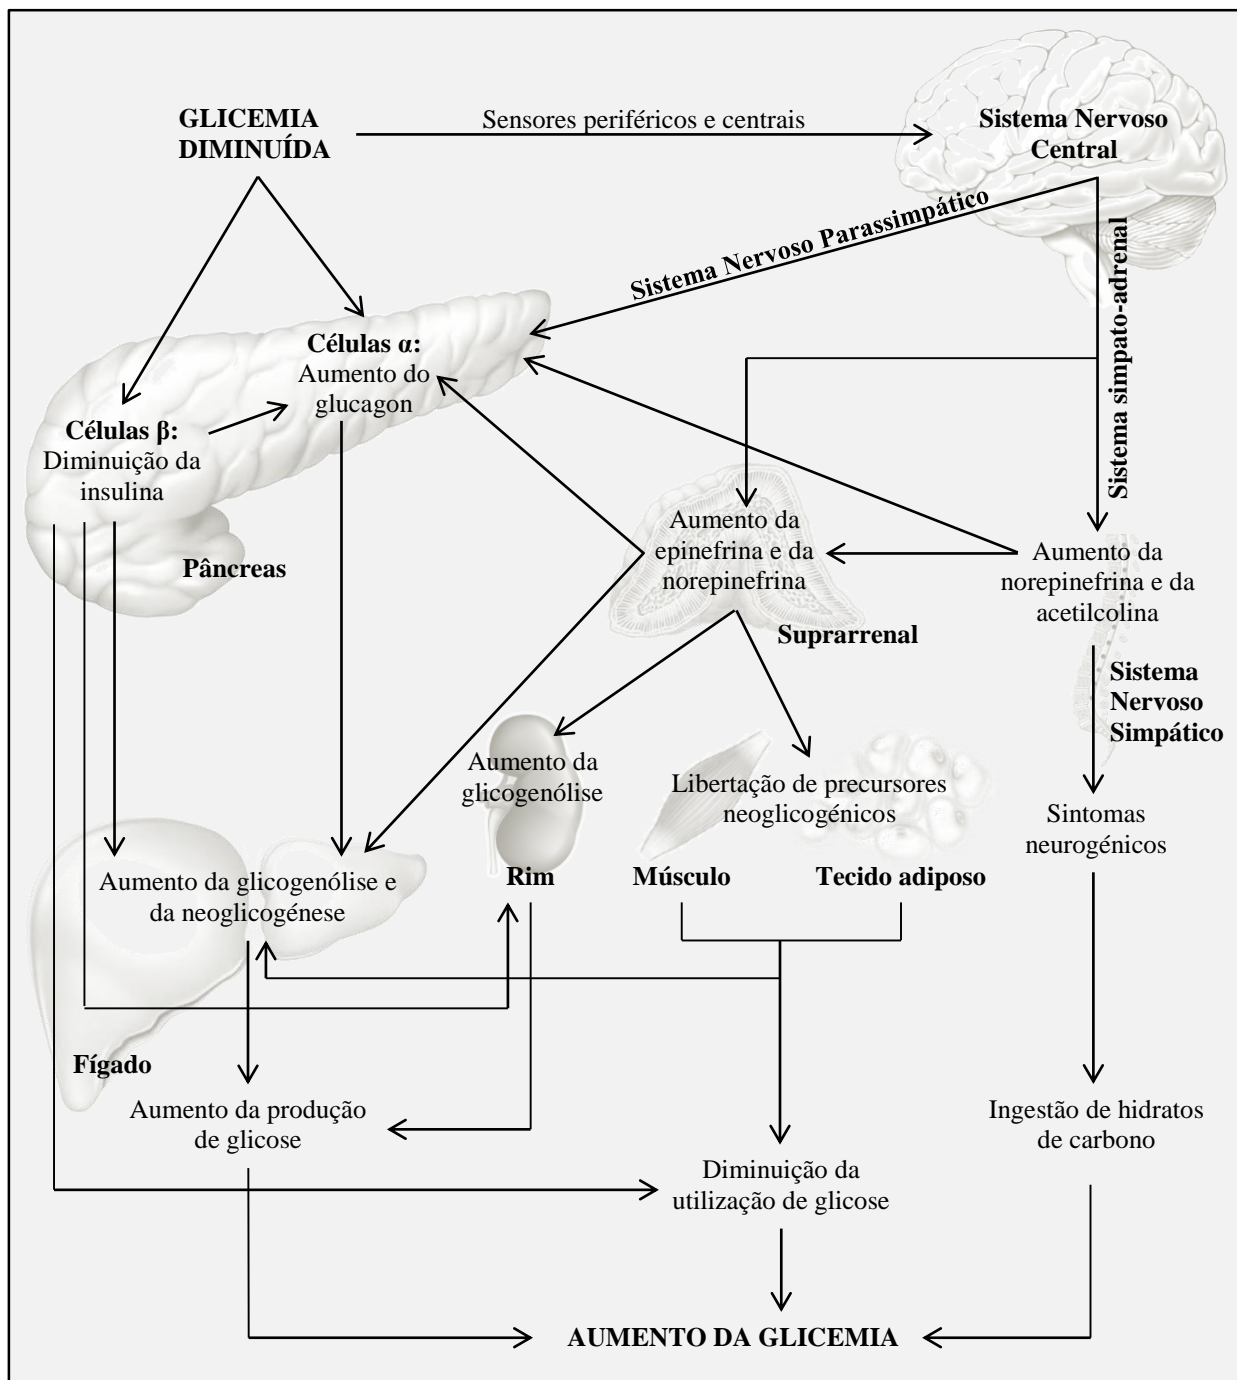 GLICEMIA
DIMINUÍDA
Sensores periféricos e centrais
Sistema Nervoso
Central
Sistema Nervoso Parassimpático
Sistema simpato-adrenal
Células α:
Aumento do
glucagon
Células β:
Diminuição da
insulina
Pâncreas
Aumento da
epinefrina e da
norepinefrina
Suprarrenal
Aumento da
norepinefrina e da
acetilcolina
Sistema
Nervoso
Simpático
Aumento da
glicogenólise
Rim
Libertação de precursores
neoglicogénicos
Músculo
Tecido adiposo
Sintomas
neurogénicos
Aumento da glicogenólise e
da neoglicogénese
Fígado
Aumento da produção
de glicose
Diminuição da
utilização de glicose
Ingestão de hidratos
de carbono
AUMENTO DA GLICEMIA